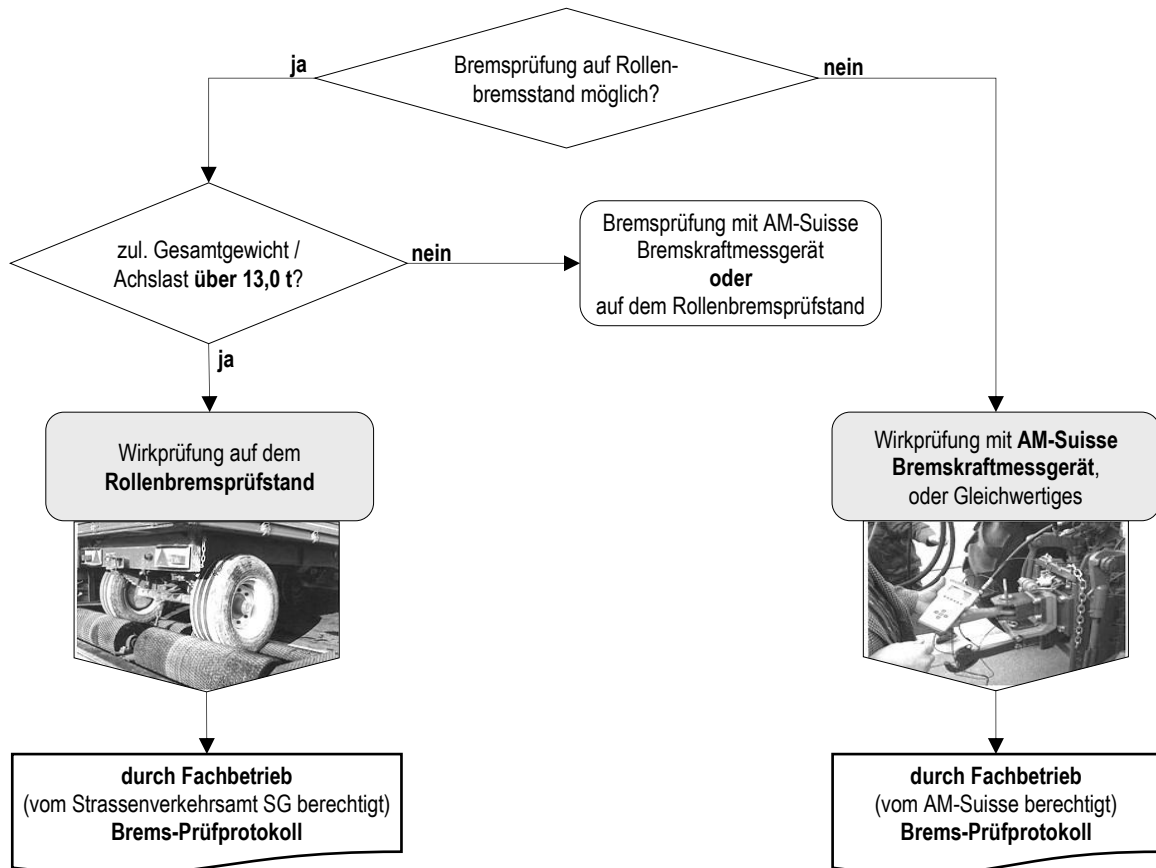 Bremsprüfung auf Rollen-
bremsstand möglich?
ja
nein
zul. Gesamtgewicht /
Achslast über 13,0 t?
nein
Bremsprüfung mit AM-Suisse
Bremskraftmessgerät
oder
auf dem Rollenbremsprüfstand
ja
Wirkprüfung auf dem
Rollenbremsprüfstand
Wirkprüfung mit AM-Suisse
Bremskraftmessgerät,
oder Gleichwertiges
durch Fachbetrieb
(vom Strassenverkehrsamt SG berechtigt)
Brems-Prüfprotokoll
durch Fachbetrieb
(vom AM-Suisse berechtigt)
Brems-Prüfprotokoll